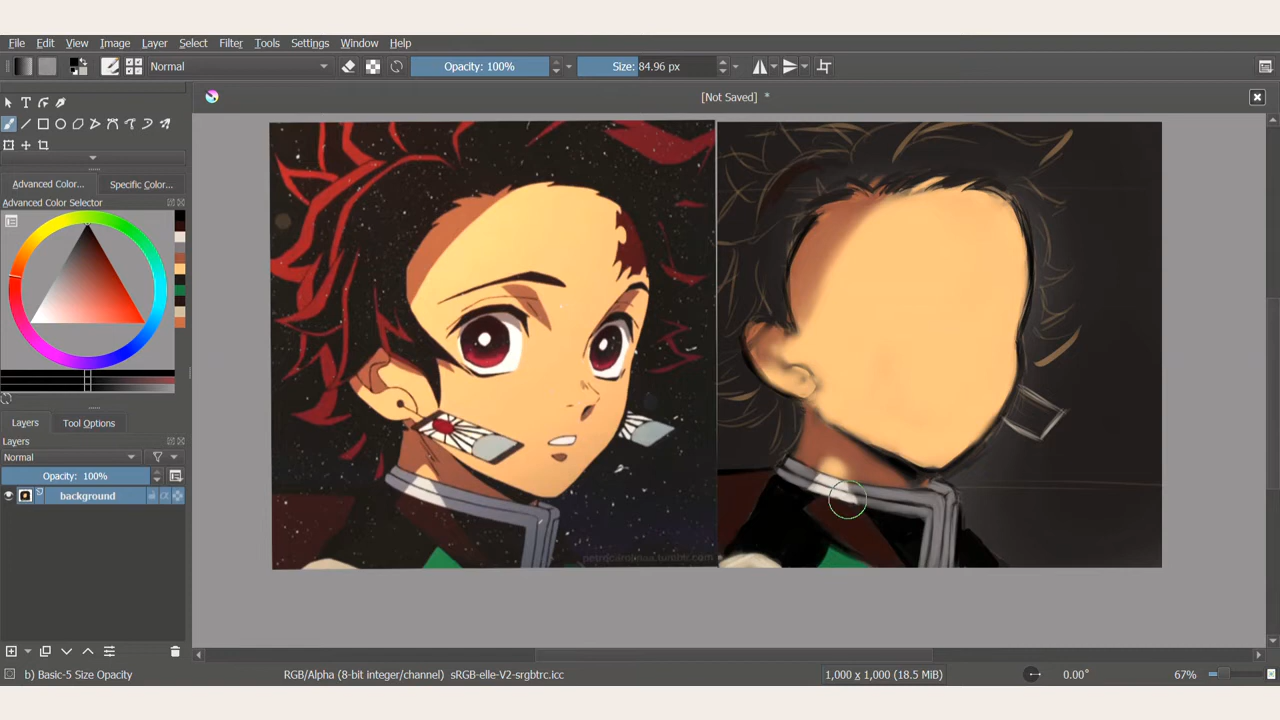 File Edit View Image Layer Select Filter Tools Settings Window Help
Normal Opacity: 100% Size: 84.96 px
[Not Saved] *
Advanced Color... Specific Color...
Advanced Color Selector
Layers Tool Options
Layers
Normal
Opacity: 100%
background
b) Basic-5 Size Opacity RGB/Alpha (8-bit integer/channel) sRGB-elle-V2-srgbtrc.icc 1,000 x 1,000 (18.5 MiB) 0.00° 67%